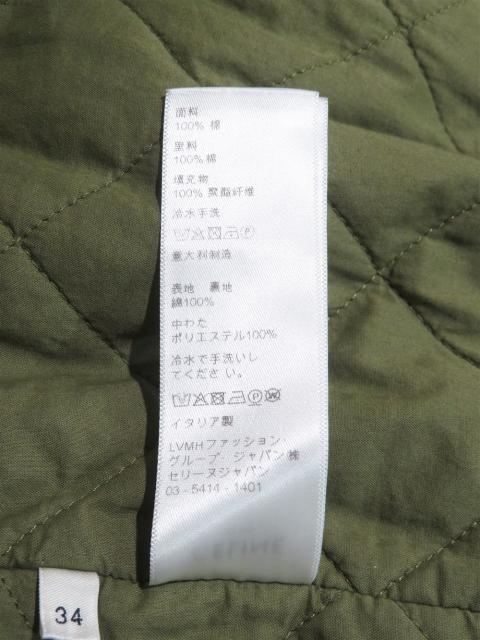 面料
100% 棉
里料
100% 棉
填充物
100% 聚酯纤维
冷水手洗
意大利制造
表地 裏地
綿100%
中わた
ポリエステル100%
冷水で手洗いし
てください。
イタリア製
LVMHファッション・
グループ・ジャパン㈱
セリーヌジャパン
03-5414-1401
CELINE
34